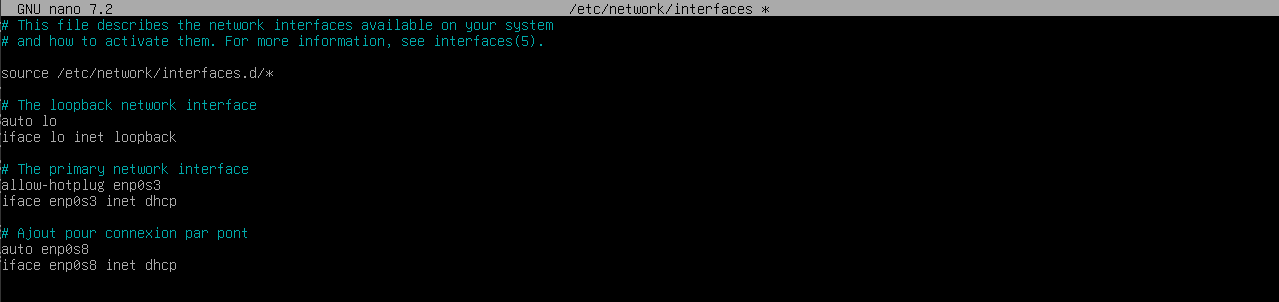 GNU nano 7.2 /etc/network/interfaces *
# This file describes the network interfaces available on your system
# and how to activate them. For more information, see interfaces(5).
source /etc/network/interfaces.d/*
# The loopback network interface
auto lo
iface lo inet loopback
# The primary network interface
allow-hotplug enp0s3
iface enp0s3 inet dhcp
# Ajout pour connexion par pont
auto enp0s8
iface enp0s8 inet dhcp